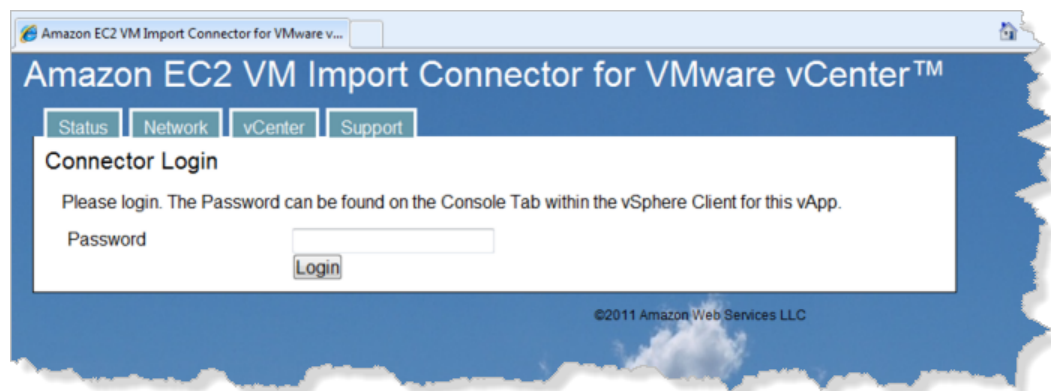 Amazon EC2 VM Import Connector for VMware v...
Amazon EC2 VM Import Connector for VMware vCenter™
Status Network vCenter Support
Connector Login
Please login. The Password can be found on the Console Tab within the vSphere Client for this vApp.
Password
Login
©2011 Amazon Web Services LLC